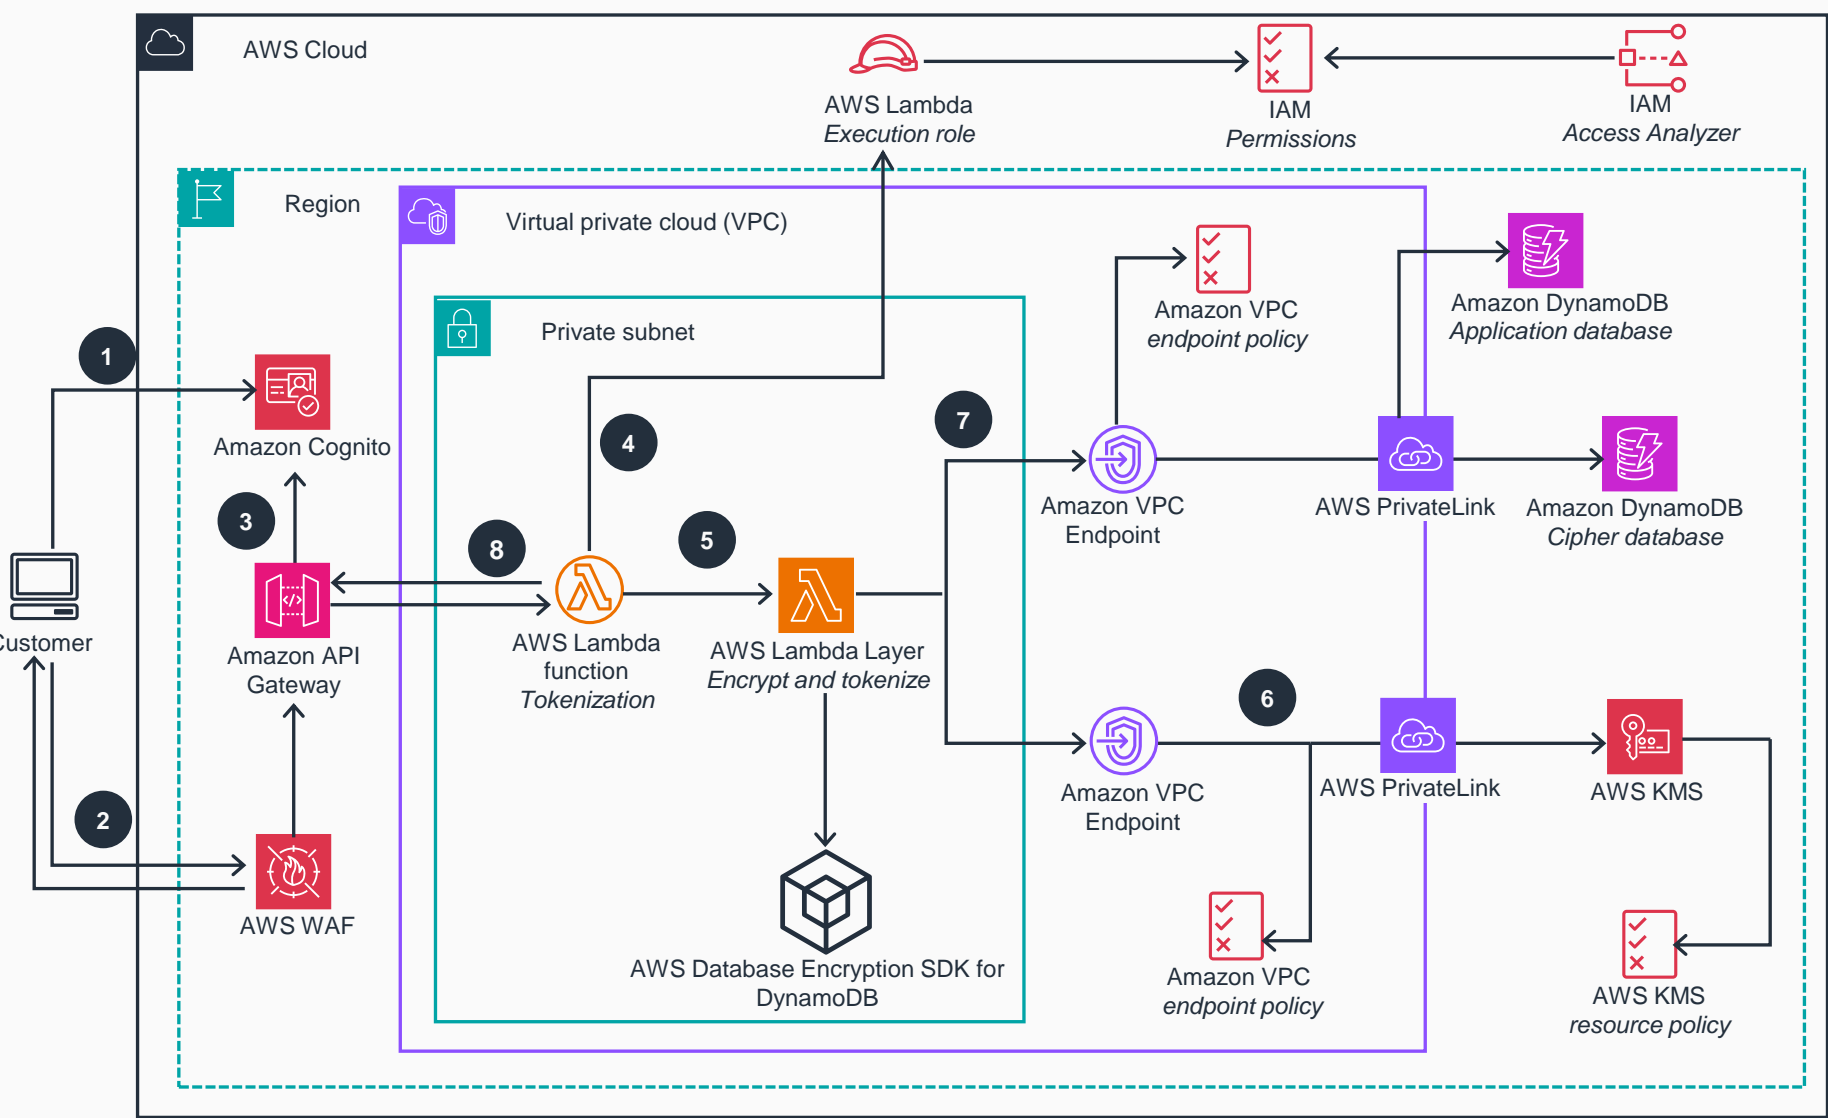 AWS Cloud
AWS Lambda
Execution role
IAM
Permissions
IAM
Access Analyzer
Region
Virtual private cloud (VPC)
Private subnet
Amazon VPC
endpoint policy
Amazon DynamoDB
Application database
1
Amazon Cognito
4
7
3
8
5
Amazon VPC
Endpoint
AWS PrivateLink
Amazon DynamoDB
Cipher database
Customer
Amazon API
Gateway
</>
AWS Lambda
function
Tokenization
AWS Lambda Layer
Encrypt and tokenize
6
2
Amazon VPC
Endpoint
AWS PrivateLink
AWS KMS
AWS WAF
AWS Database Encryption SDK for
DynamoDB
Amazon VPC
endpoint policy
AWS KMS
resource policy